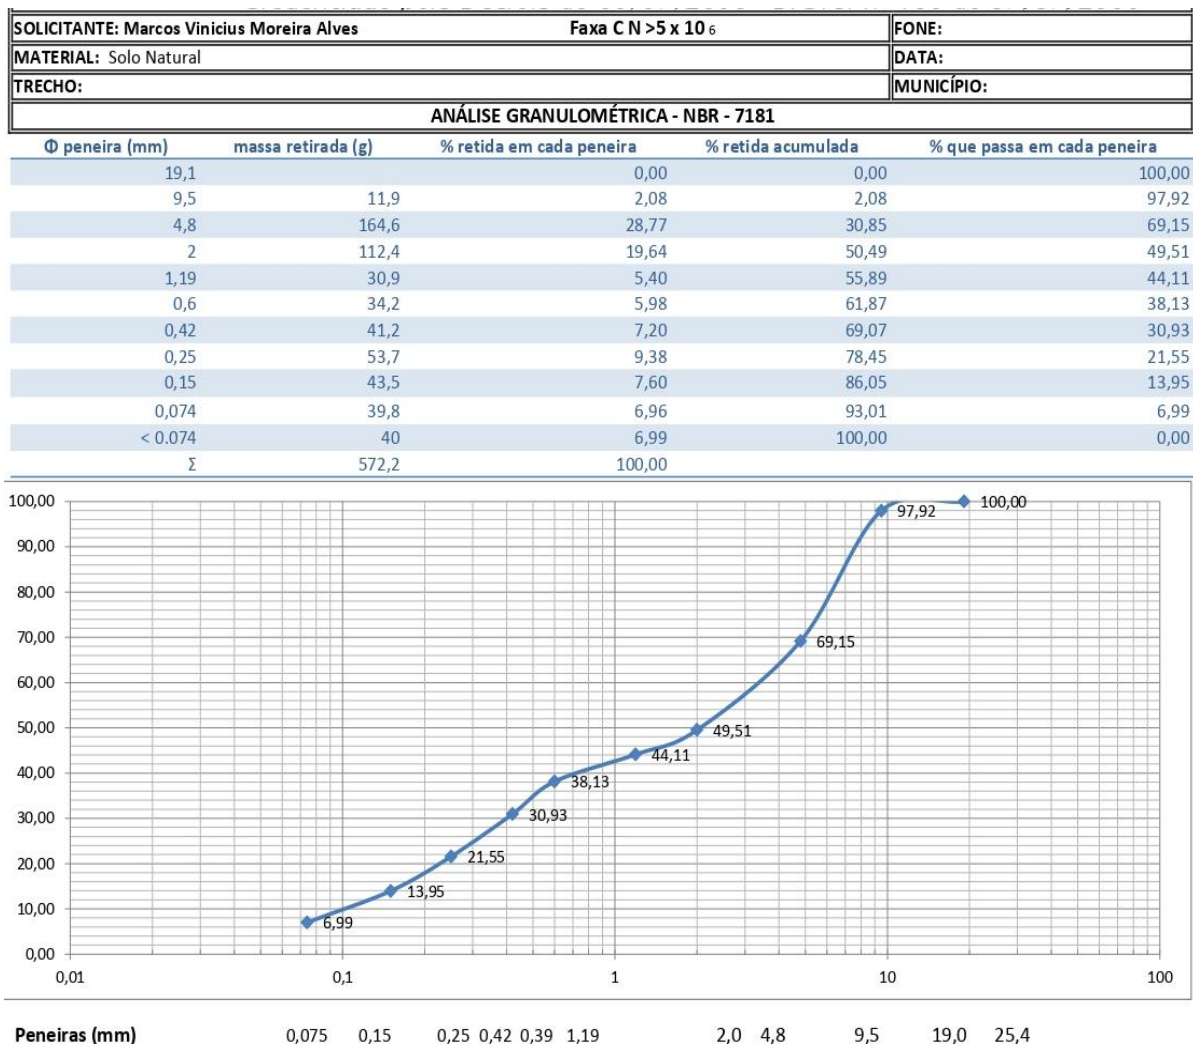 SOLICITANTE: Marcos Vinicius Moreira Alves Faxa C N >5 x 10 6 FONE:
MATERIAL: Solo Natural DATA:
TRECHO: MUNICÍPIO:
ANÁLISE GRANULOMÉTRICA - NBR - 7181
Φ peneira (mm) massa retirada (g) % retida em cada peneira % retida acumulada % que passa em cada peneira
19,1 0,00 0,00 100,00
9,5 11,9 2,08 2,08 97,92
4,8 164,6 28,77 30,85 69,15
2 112,4 19,64 50,49 49,51
1,19 30,9 5,40 55,89 44,11
0,6 34,2 5,98 61,87 38,13
0,42 41,2 7,20 69,07 30,93
0,25 53,7 9,38 78,45 21,55
0,15 43,5 7,60 86,05 13,95
0,074 39,8 6,96 93,01 6,99
< 0.074 40 6,99 100,00 0,00
Σ 572,2 100,00
100,00 97,92 100,00
90,00
80,00
70,00 69,15
60,00
50,00 49,51
40,00 44,11
38,13
30,00 30,93
20,00 21,55
10,00 13,95
6,99
0,00
0,01 0,1 1 10 100
Peneiras (mm) 0,075 0,15 0,25 0,42 0,39 1,19 2,0 4,8 9,5 19,0 25,4